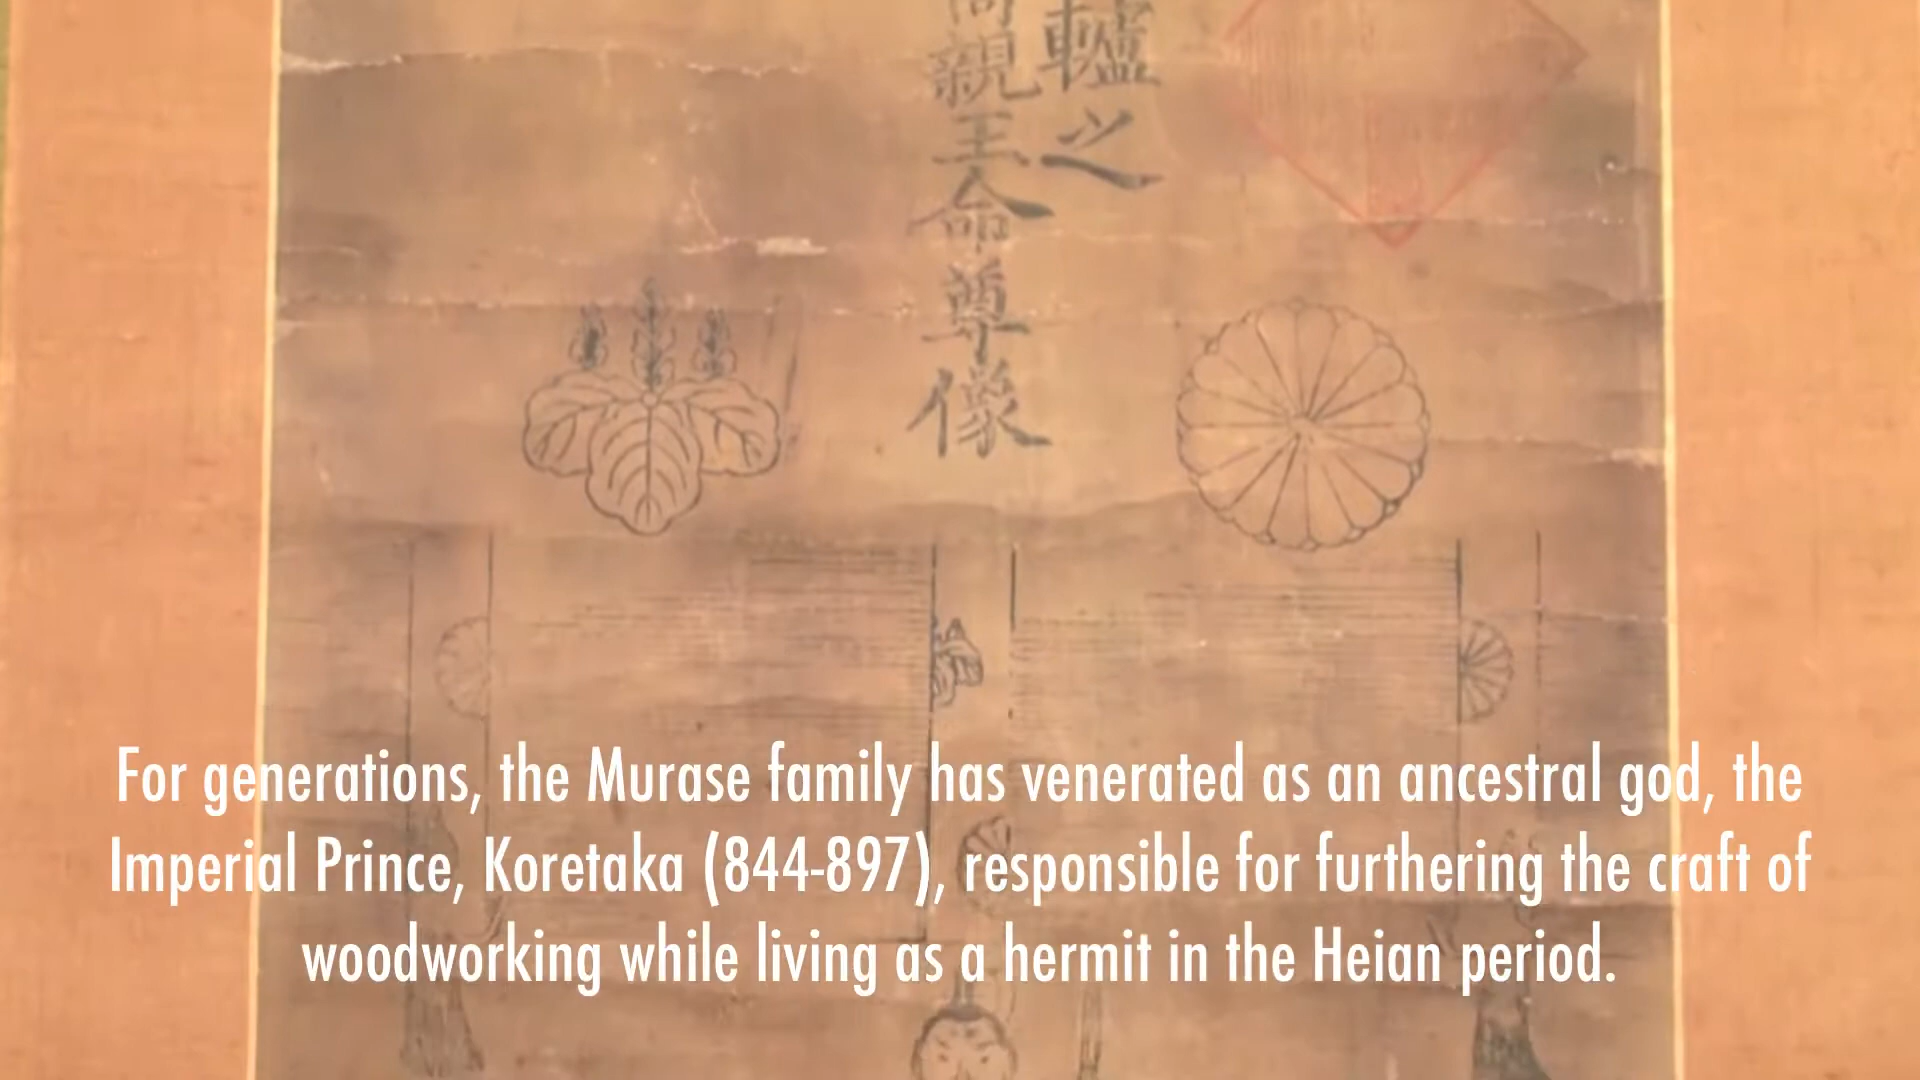 轤之
高親王命尊像
For generations, the Murase family has venerated as an ancestral god, the
Imperial Prince, Koretaka (844-897), responsible for furthering the craft of
woodworking while living as a hermit in the Heian period.